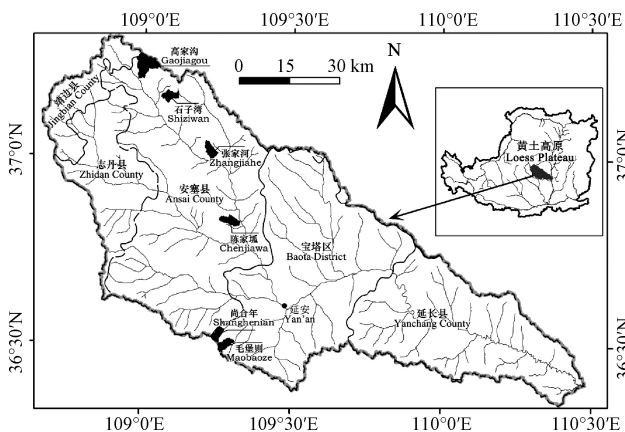 109°0′E 109°30′E 110°0′E 110°30′E
高家沟
Gaojiagou
0 15 30 km
N
靖边县
Jingbian County
石子湾
Shiziwan
37°0′N
37°0′N
黄土高原
Loess Plateau
张家河
Zhangjiahe
志丹县
Zhidan County
安塞县
Ansai County
陈家坬
Chenjiawa
宝塔区
Baota District
尚合年
Shanghenian
延安
Yan'an
延长县
Yanchang County
毛堡则
Maobaoze
36°30′N
36°30′N
109°0′E 109°30′E 110°0′E 110°30′E